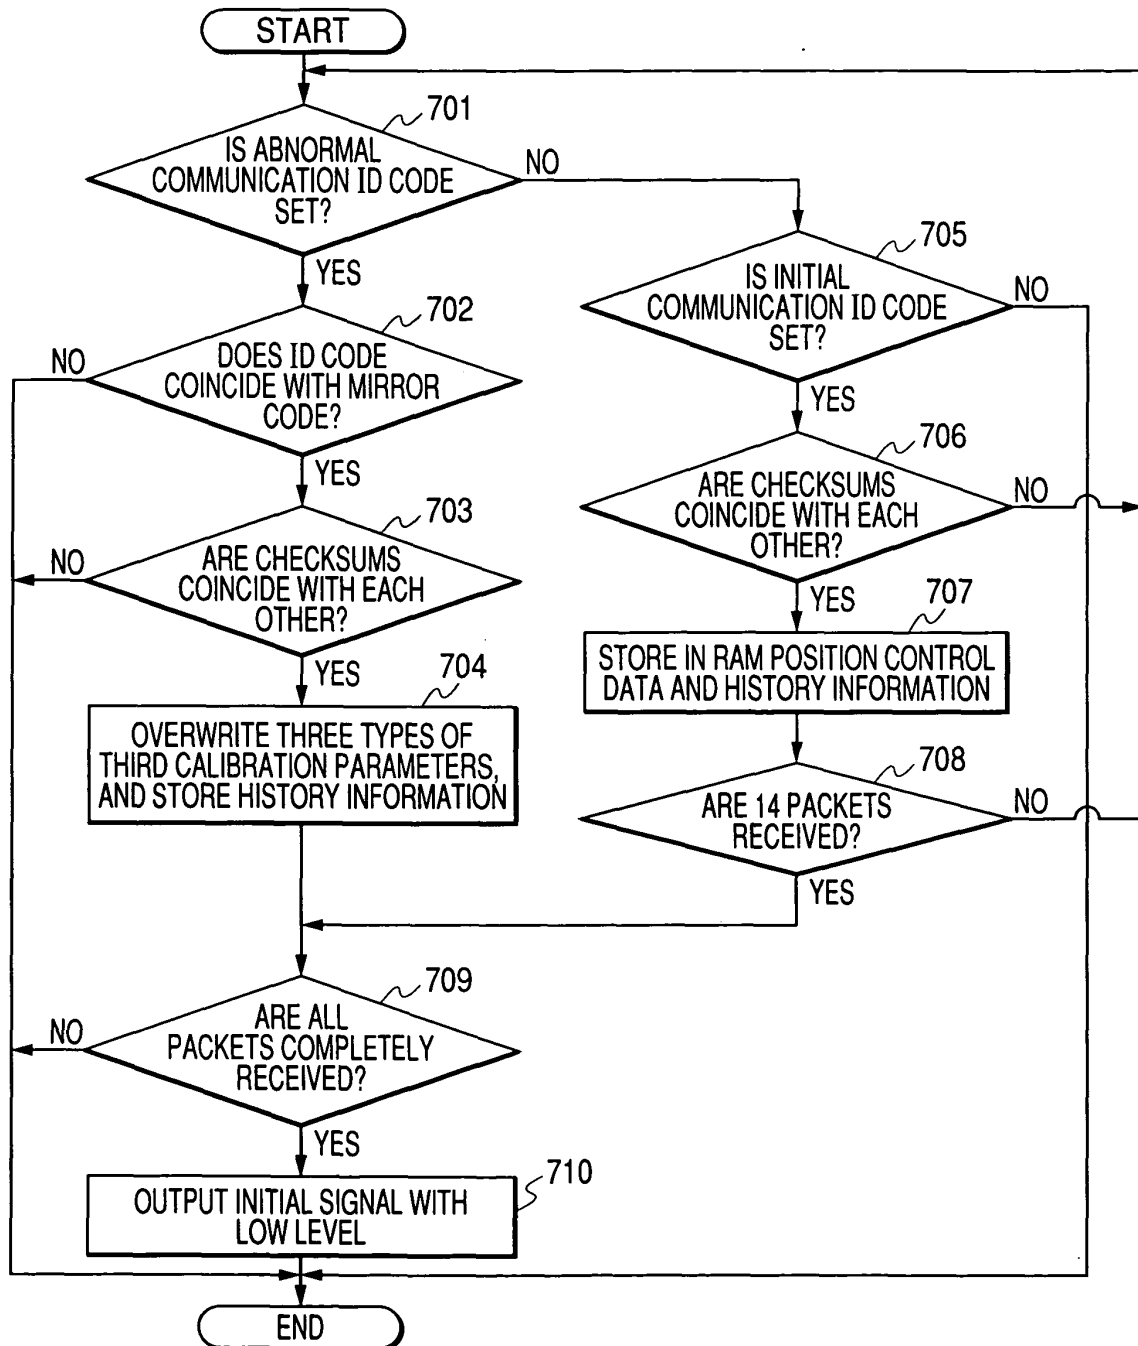 START
701
IS ABNORMAL
COMMUNICATION ID CODE
SET?
NO
YES
705
IS INITIAL
COMMUNICATION ID CODE
SET?
NO
YES
702
DOES ID CODE
COINCIDE WITH MIRROR
CODE?
NO
YES
706
ARE CHECKSUMS
COINCIDE WITH EACH
OTHER?
NO
YES
703
ARE CHECKSUMS
COINCIDE WITH EACH
OTHER?
NO
YES
707
STORE IN RAM POSITION CONTROL
DATA AND HISTORY INFORMATION
704
OVERWRITE THREE TYPES OF
THIRD CALIBRATION PARAMETERS,
AND STORE HISTORY INFORMATION
708
ARE 14 PACKETS
RECEIVED?
NO
YES
709
ARE ALL
PACKETS COMPLETELY
RECEIVED?
NO
YES
710
OUTPUT INITIAL SIGNAL WITH
LOW LEVEL
END